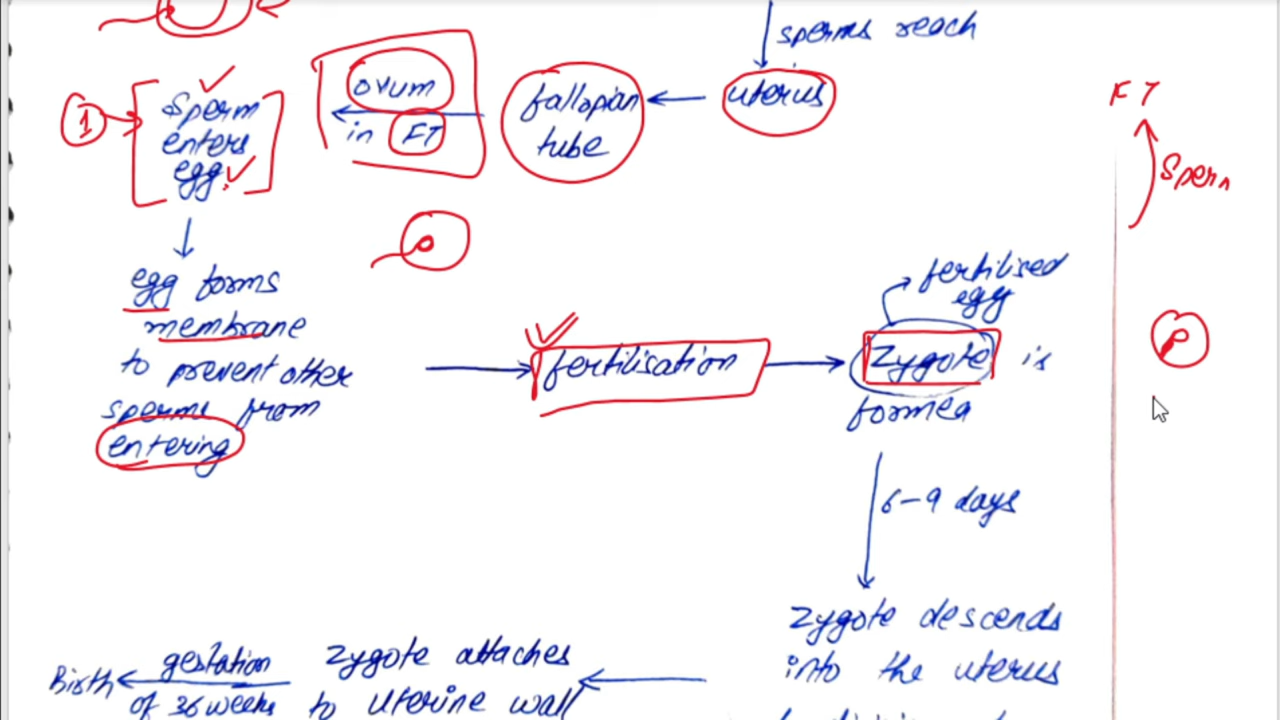 sperms reach
uterus
fallopian
tube
ovum
in FT
1
Sperm
enters
egg.
FT
Sperm
egg forms
membrane
to prevent other
sperms from
entering
fertilisation
fertilised
egg
Zygote is
formed
6-9 days
Zygote descends
into the uterus
Zygote attaches
to uterine wall
gestation
of 36 weeks
Birth